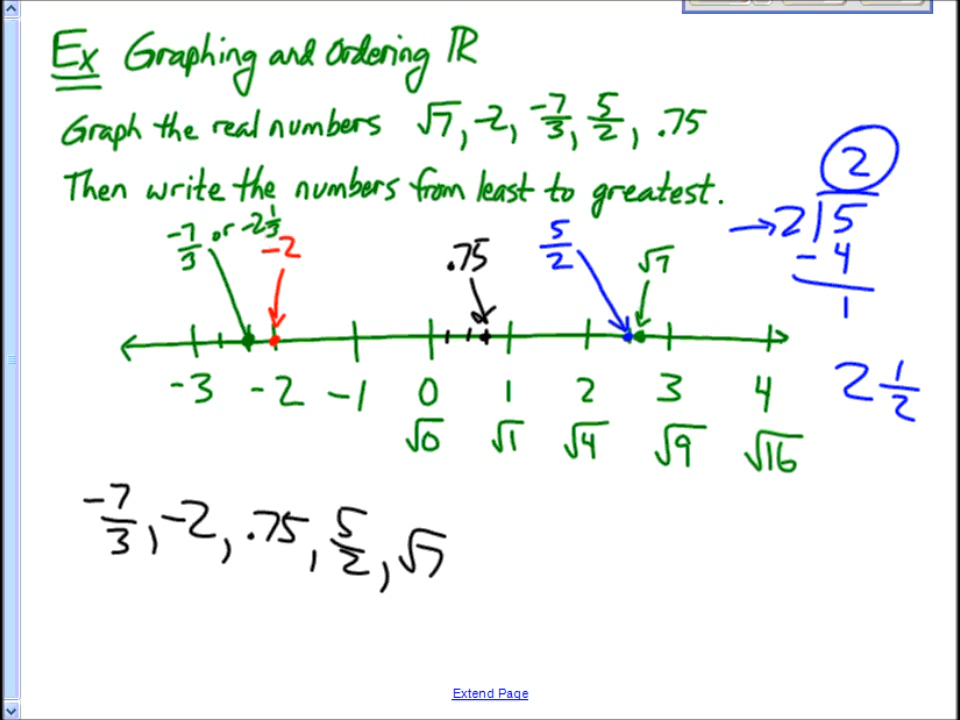 Ex Graphing and Ordering ℝ
Graph the real numbers √7, -2, -7/3, 5/2, .75
Then write the numbers from least to greatest.
2
→ 2 | 5
- 4
1
2 1/2
-7/3 or -2 1/3
-2
.75
5/2
√7
-3 -2 -1 0 1 2 3 4
√0 √1 √4 √9 √16
-7/3, -2, .75, 5/2, √7
Extend Page